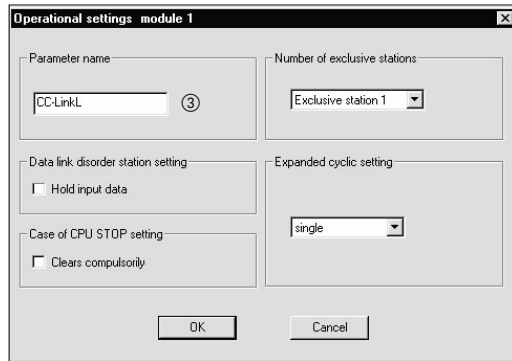 Operational settings module 1
Parameter name
CC-LinkL
③
Number of exclusive stations
Exclusive station 1
Data link disorder station setting
Hold input data
Expanded cyclic setting
single
Case of CPU STOP setting
Clears compulsorily
OK
Cancel